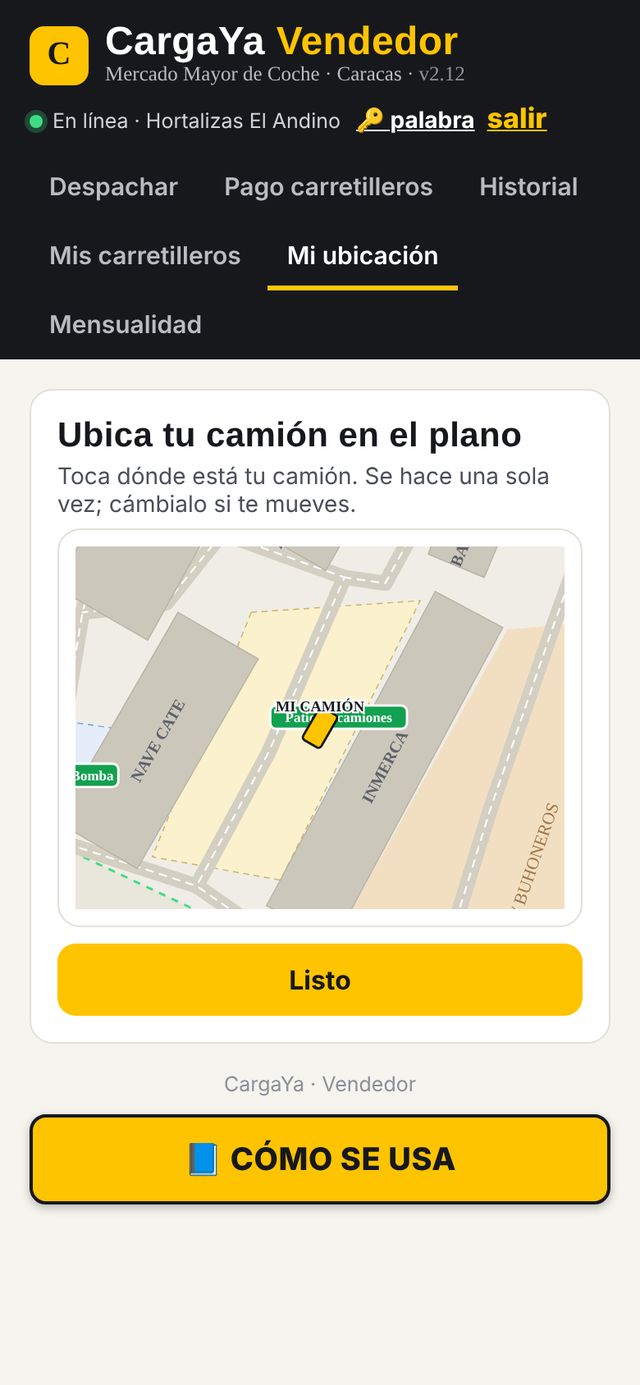 C
CargaYa Vendedor
Mercado Mayor de Coche · Caracas · v2.12
En línea · Hortalizas El Andino 🔑 palabra salir
Despachar Pago carretilleros Historial
Mis carretilleros Mi ubicación
Mensualidad
Ubica tu camión en el plano
Toca dónde está tu camión. Se hace una sola
vez; cámbialo si te mueves.
BA
NAVE CATE
MI CAMIÓN
camiones
Bomba
INMERCA
BUHONEROS
Listo
CargaYa · Vendedor
📘 CÓMO SE USA